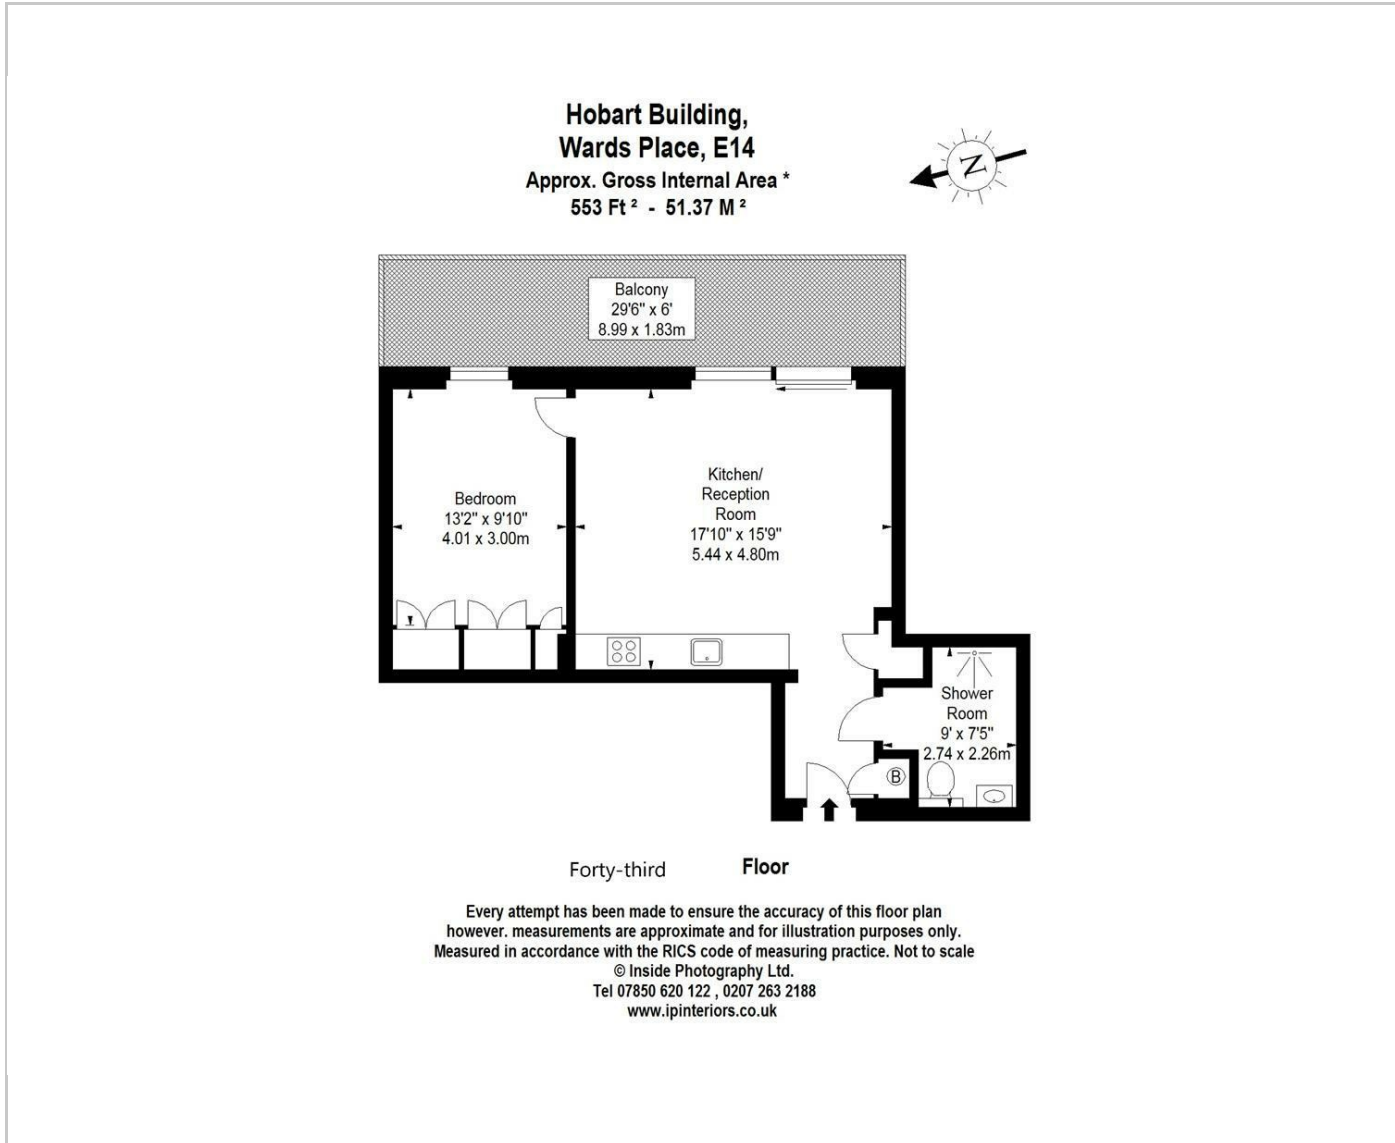 Hobart Building,
Wards Place, E14
Approx. Gross Internal Area *
553 Ft ² - 51.37 M ²
N
Balcony
29'6" x 6'
8.99 x 1.83m
Bedroom
13'2" x 9'10"
4.01 x 3.00m
Kitchen/
Reception
Room
17'10" x 15'9"
5.44 x 4.80m
Shower
Room
9' x 7'5"
2.74 x 2.26m
B
Forty-third Floor
Every attempt has been made to ensure the accuracy of this floor plan
however. measurements are approximate and for illustration purposes only.
Measured in accordance with the RICS code of measuring practice. Not to scale
© Inside Photography Ltd.
Tel 07850 620 122 , 0207 263 2188
www.ipinteriors.co.uk